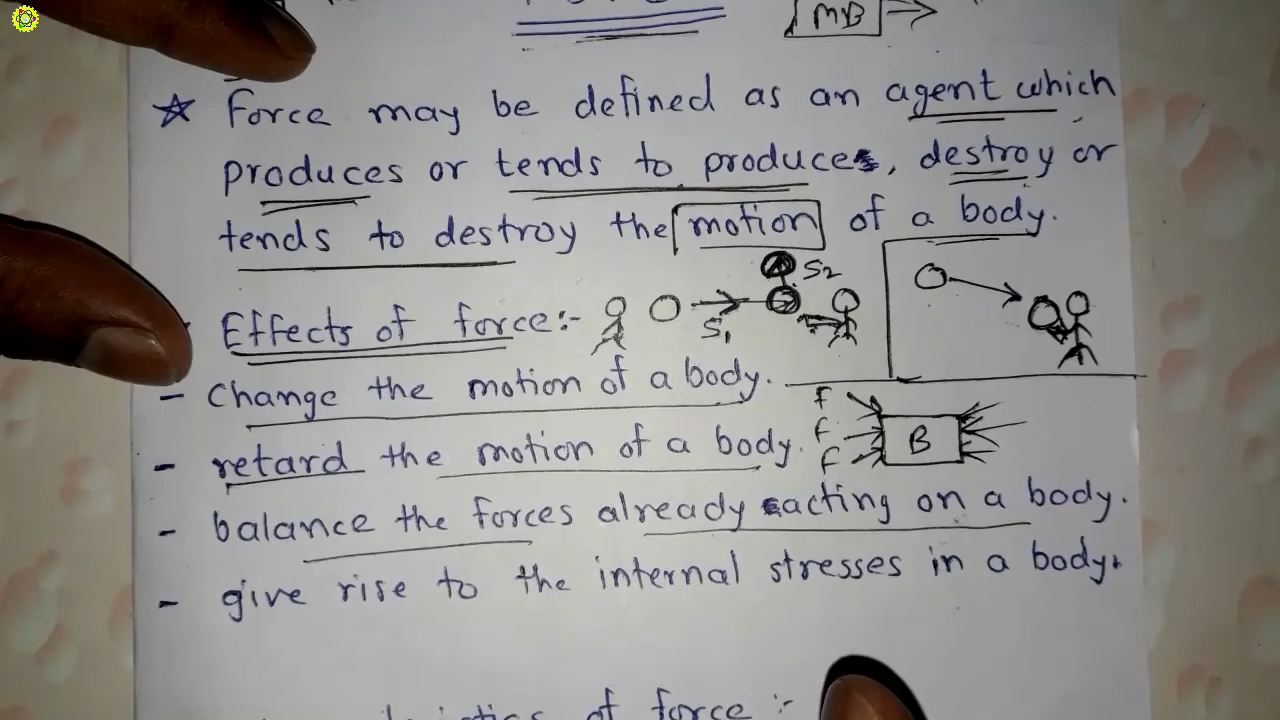 MB
Force may be defined as an agent which
produces or tends to produces, destroy or
tends to destroy the motion of a body.
S2
Effects of force:-
S1
- Change the motion of a body.
F
- retard the motion of a body.
F
B
F
- balance the forces already acting on a body.
- give rise to the internal stresses in a body.
of force :-